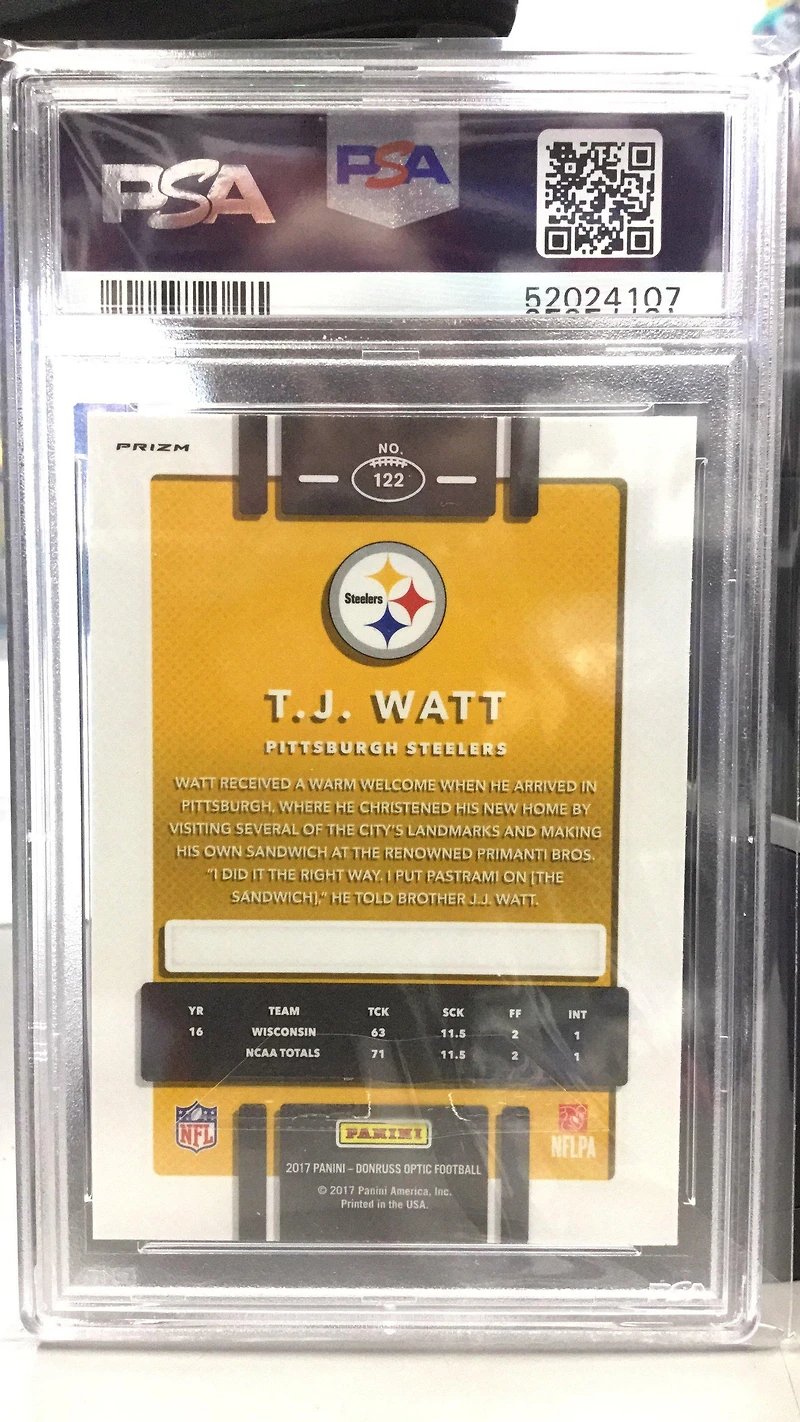 PSA
PSA
52024107
PRIZM
NO.
122
Steelers
T.J. WATT
PITTSBURGH STEELERS
WATT RECEIVED A WARM WELCOME WHEN HE ARRIVED IN
PITTSBURGH, WHERE HE CHRISTENED HIS NEW HOME BY
VISITING SEVERAL OF THE CITY'S LANDMARKS AND MAKING
HIS OWN SANDWICH AT THE RENOWNED PRIMANTI BROS.
"I DID IT THE RIGHT WAY. I PUT PASTRAMI ON [THE
SANDWICH]," HE TOLD BROTHER J.J. WATT.
YR TEAM TCK SCK FF INT
16 WISCONSIN 63 11.5 2 1
NCAA TOTALS 71 11.5 2 1
NFL
PANINI
NFLPA
2017 PANINI – DONRUSS OPTIC FOOTBALL
© 2017 Panini America, Inc.
Printed in the USA.
PSA